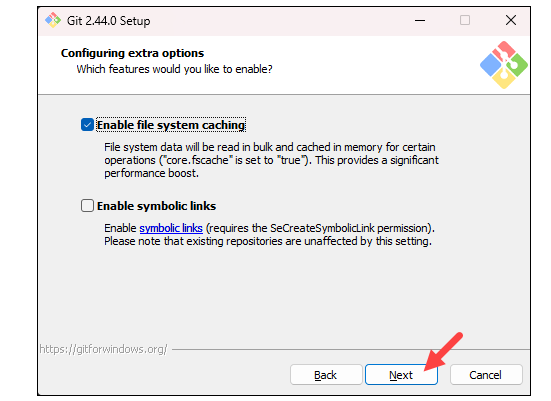 Git 2.44.0 Setup
Configuring extra options
Which features would you like to enable?
Enable file system caching
File system data will be read in bulk and cached in memory for certain
operations ("core.fscache" is set to "true"). This provides a significant
performance boost.
Enable symbolic links
Enable symbolic links (requires the SeCreateSymbolicLink permission).
Please note that existing repositories are unaffected by this setting.
https://gitforwindows.org/
Back
Next
Cancel